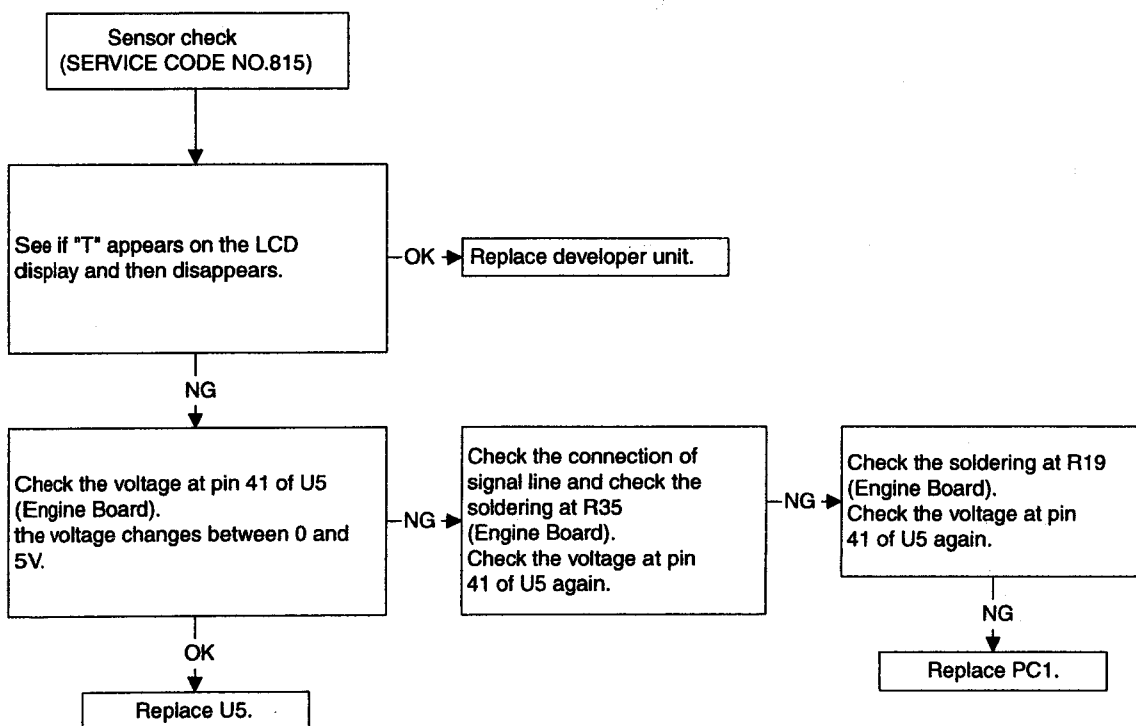 Sensor check
(SERVICE CODE NO.815)
See if "T" appears on the LCD
display and then disappears.
OK
Replace developer unit.
NG
Check the voltage at pin 41 of U5
(Engine Board).
the voltage changes between 0 and
5V.
NG
Check the connection of
signal line and check the
soldering at R35
(Engine Board).
Check the voltage at pin
41 of U5 again.
NG
Check the soldering at R19
(Engine Board).
Check the voltage at pin
41 of U5 again.
OK
Replace U5.
NG
Replace PC1.